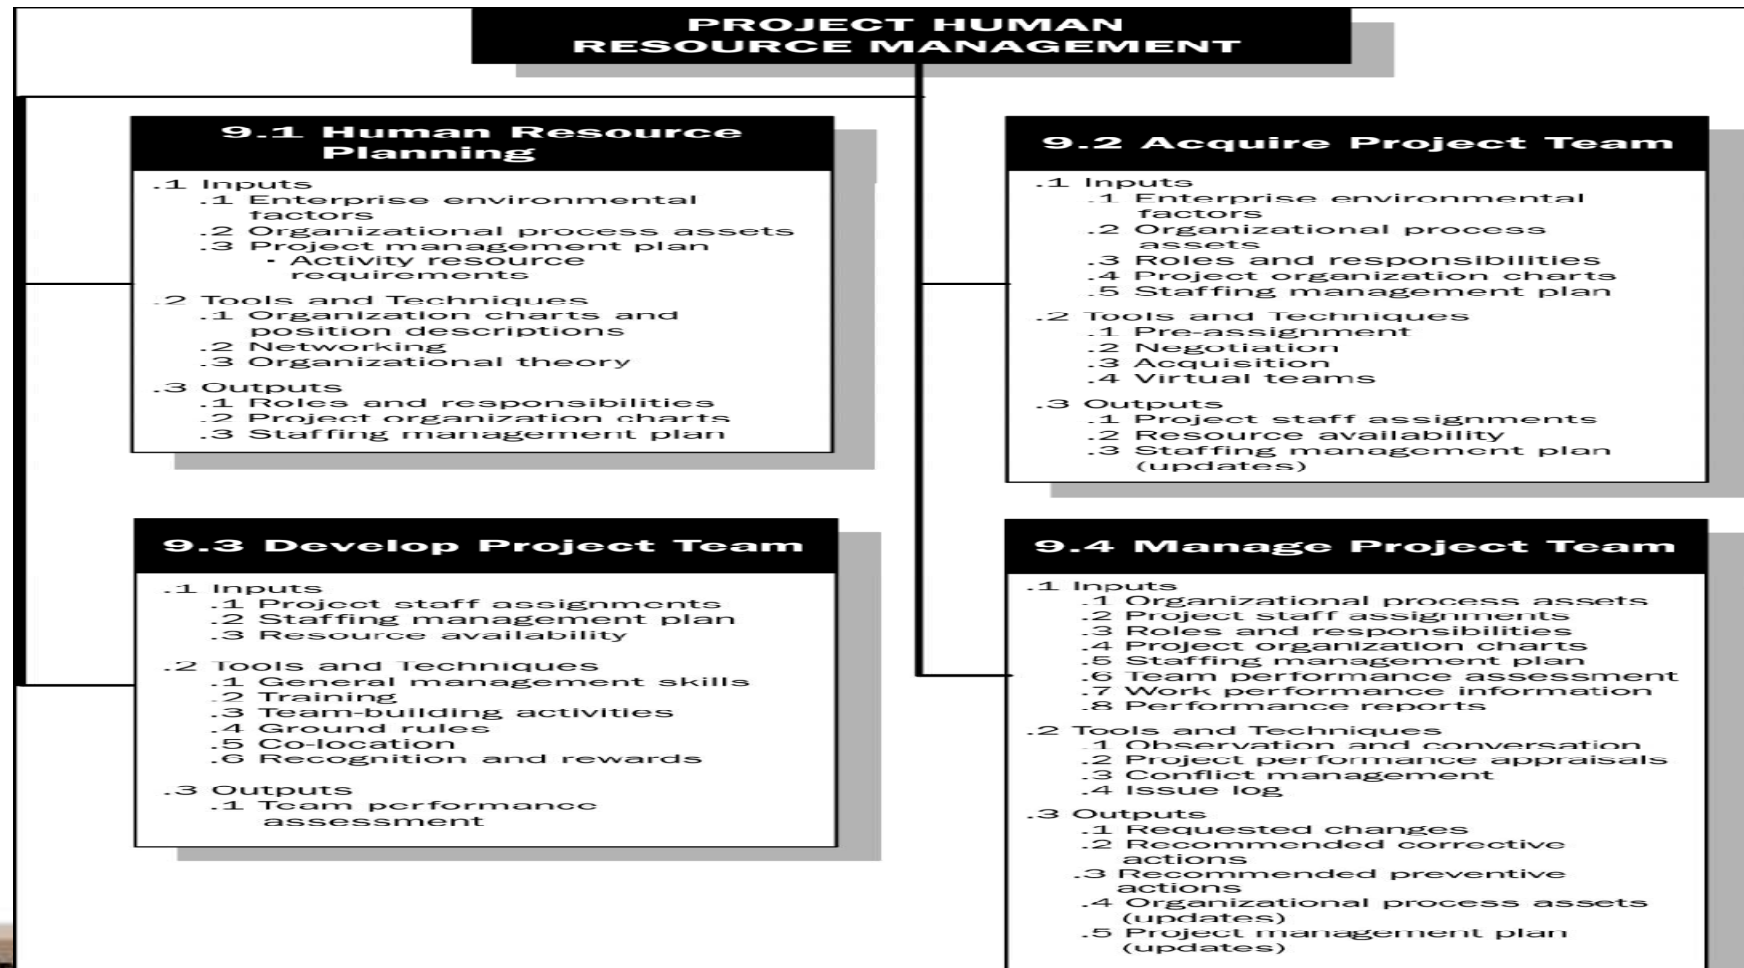 PROJECT HUMAN
RESOURCE MANAGEMENT
9.1 Human Resource
Planning
.1 Inputs
.1 Enterprise environmental
factors
.2 Organizational process assets
.3 Project management plan
• Activity resource
requirements
.2 Tools and Techniques
.1 Organization charts and
position descriptions
.2 Networking
.3 Organizational theory
.3 Outputs
.1 Roles and responsibilities
.2 Project organization charts
.3 Staffing management plan
9.2 Acquire Project Team
.1 Inputs
.1 Enterprise environmental
factors
.2 Organizational process
assets
.3 Roles and responsibilities
.4 Project organization charts
.5 Staffing management plan
.2 Tools and Techniques
.1 Pre-assignment
.2 Negotiation
.3 Acquisition
.4 Virtual teams
.3 Outputs
.1 Project staff assignments
.2 Resource availability
.3 Staffing management plan
(updates)
9.3 Develop Project Team
.1 Inputs
.1 Project staff assignments
.2 Staffing management plan
.3 Resource availability
.2 Tools and Techniques
.1 General management skills
.2 Training
.3 Team-building activities
.4 Ground rules
.5 Co-location
.6 Recognition and rewards
.3 Outputs
.1 Team performance
assessment
9.4 Manage Project Team
.1 Inputs
.1 Organizational process assets
.2 Project staff assignments
.3 Roles and responsibilities
.4 Project organization charts
.5 Staffing management plan
.6 Team performance assessment
.7 Work performance information
.8 Performance reports
.2 Tools and Techniques
.1 Observation and conversation
.2 Project performance appraisals
.3 Conflict management
.4 Issue log
.3 Outputs
.1 Requested changes
.2 Recommended corrective
actions
.3 Recommended preventive
actions
.4 Organizational process assets
(updates)
.5 Project management plan
(updates)